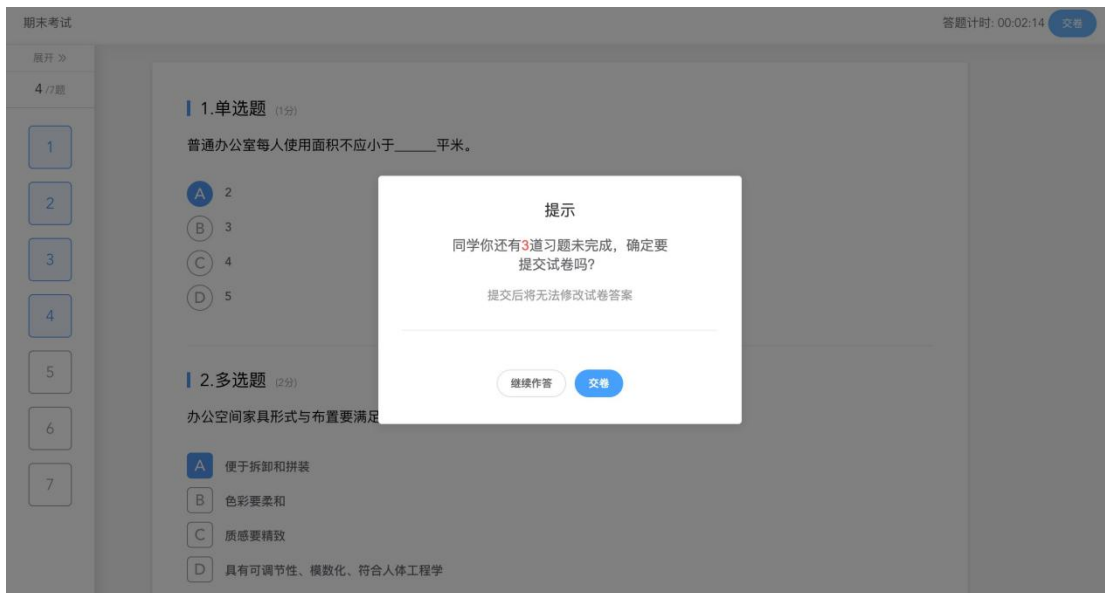 期末考试
答题计时: 00:02:14 交卷
展开 »
4 /7题
1
2
3
4
5
6
7
1.单选题 (1分)
普通办公室每人使用面积不应小于______平米。
A 2
B 3
C 4
D 5
2.多选题 (2分)
办公空间家具形式与布置要满足
A 便于拆卸和拼装
B 色彩要柔和
C 质感要精致
D 具有可调节性、模数化、符合人体工程学
提示
同学你还有3道习题未完成，确定要
提交试卷吗?
提交后将无法修改试卷答案
继续作答 交卷